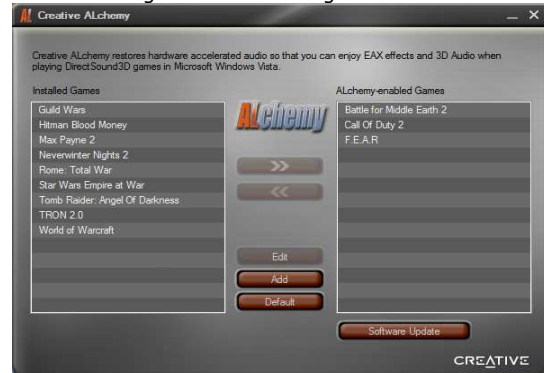 Creative ALchemy
Creative ALchemy restores hardware accelerated audio so that you can enjoy EAX effects and 3D Audio when
playing DirectSound3D games in Microsoft Windows Vista.
Installed Games
Guild Wars
Hitman Blood Money
Max Payne 2
Neverwinter Nights 2
Rome: Total War
Star Wars Empire at War
Tomb Raider: Angel Of Darkness
TRON 2.0
World of Warcraft
ALchemy
>>
<<
Edit
Add
Default
ALchemy-enabled Games
Battle for Middle Earth 2
Call Of Duty 2
F.E.A.R
Software Update
CREATIVE